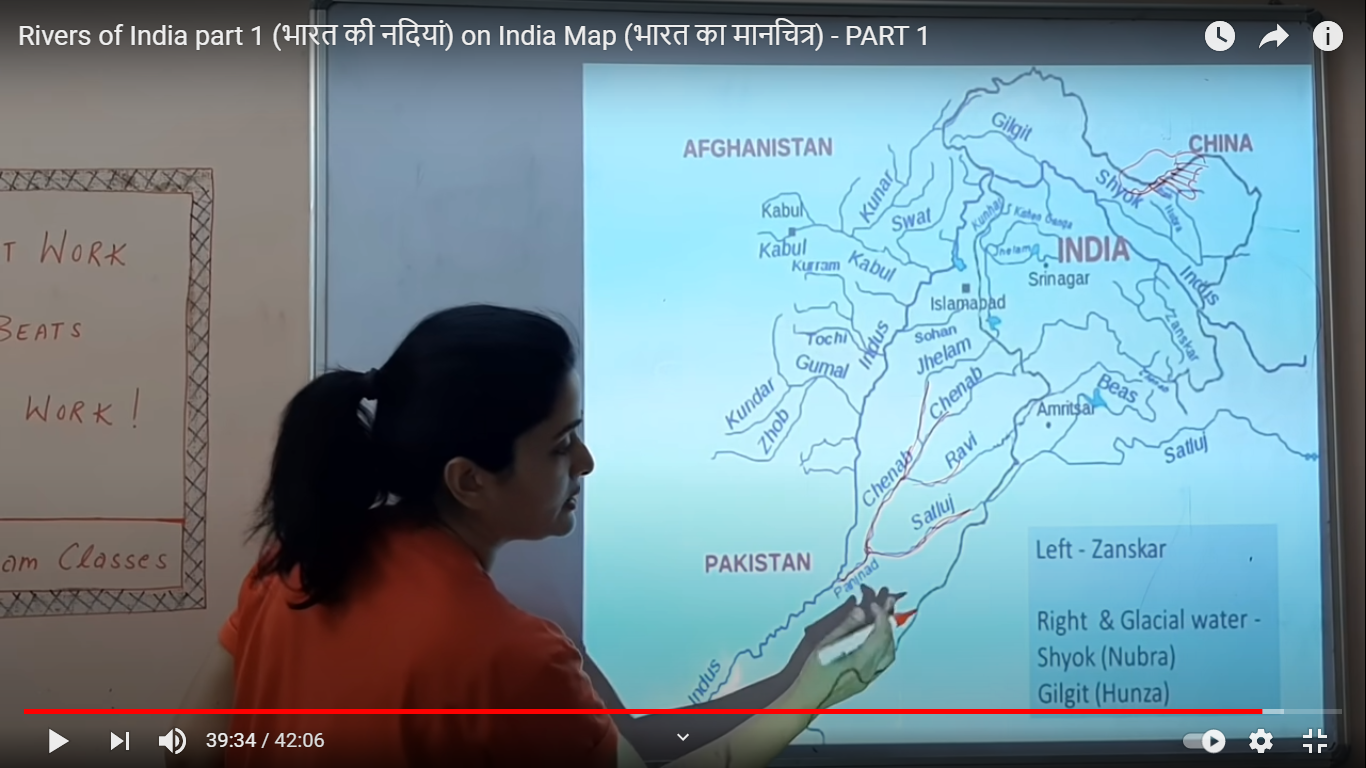 Rivers of India part 1 (भारत की नदियां) on India Map (भारत का मानचित्र) - PART 1
T WORK
BEATS
WORK!
am Classes
AFGHANISTAN
CHINA
Gilgit
Shyok
Nubra
Kunar
Swat
Kabul
Kabul
Kabul
Kurram
Kunhar
INDIA
Srinagar
Indus
Islamabad
Zanskar
Tochi
Gumal
Indus
Sohan
Jhelam
Chenab
Beas
Amritsar
Kundar
Zhob
Chenab
Ravi
Satluj
Satluj
PAKISTAN
Panjnad
Indus
Left - Zanskar
Right & Glacial water -
Shyok (Nubra)
Gilgit (Hunza)
39:34 / 42:06